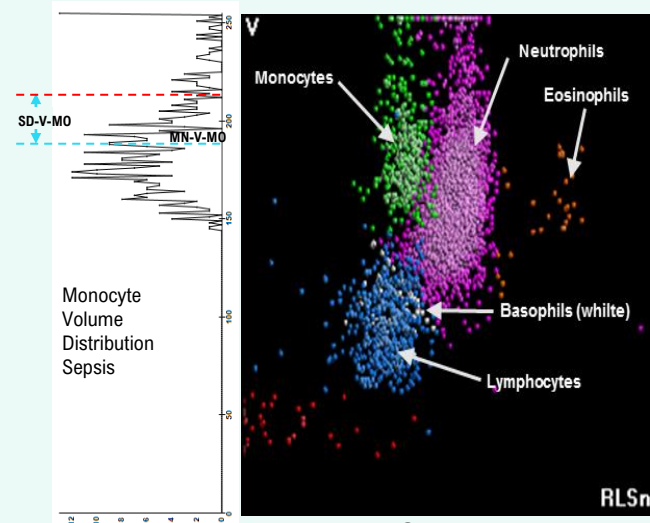 250
200
150
100
50
0
12
10
8
6
4
2
0
SD-V-MO
MN-V-MO
Monocyte
Volume
Distribution
Sepsis
V
Neutrophils
Monocytes
Eosinophils
Basophils (whilte)
Lymphocytes
RLSn